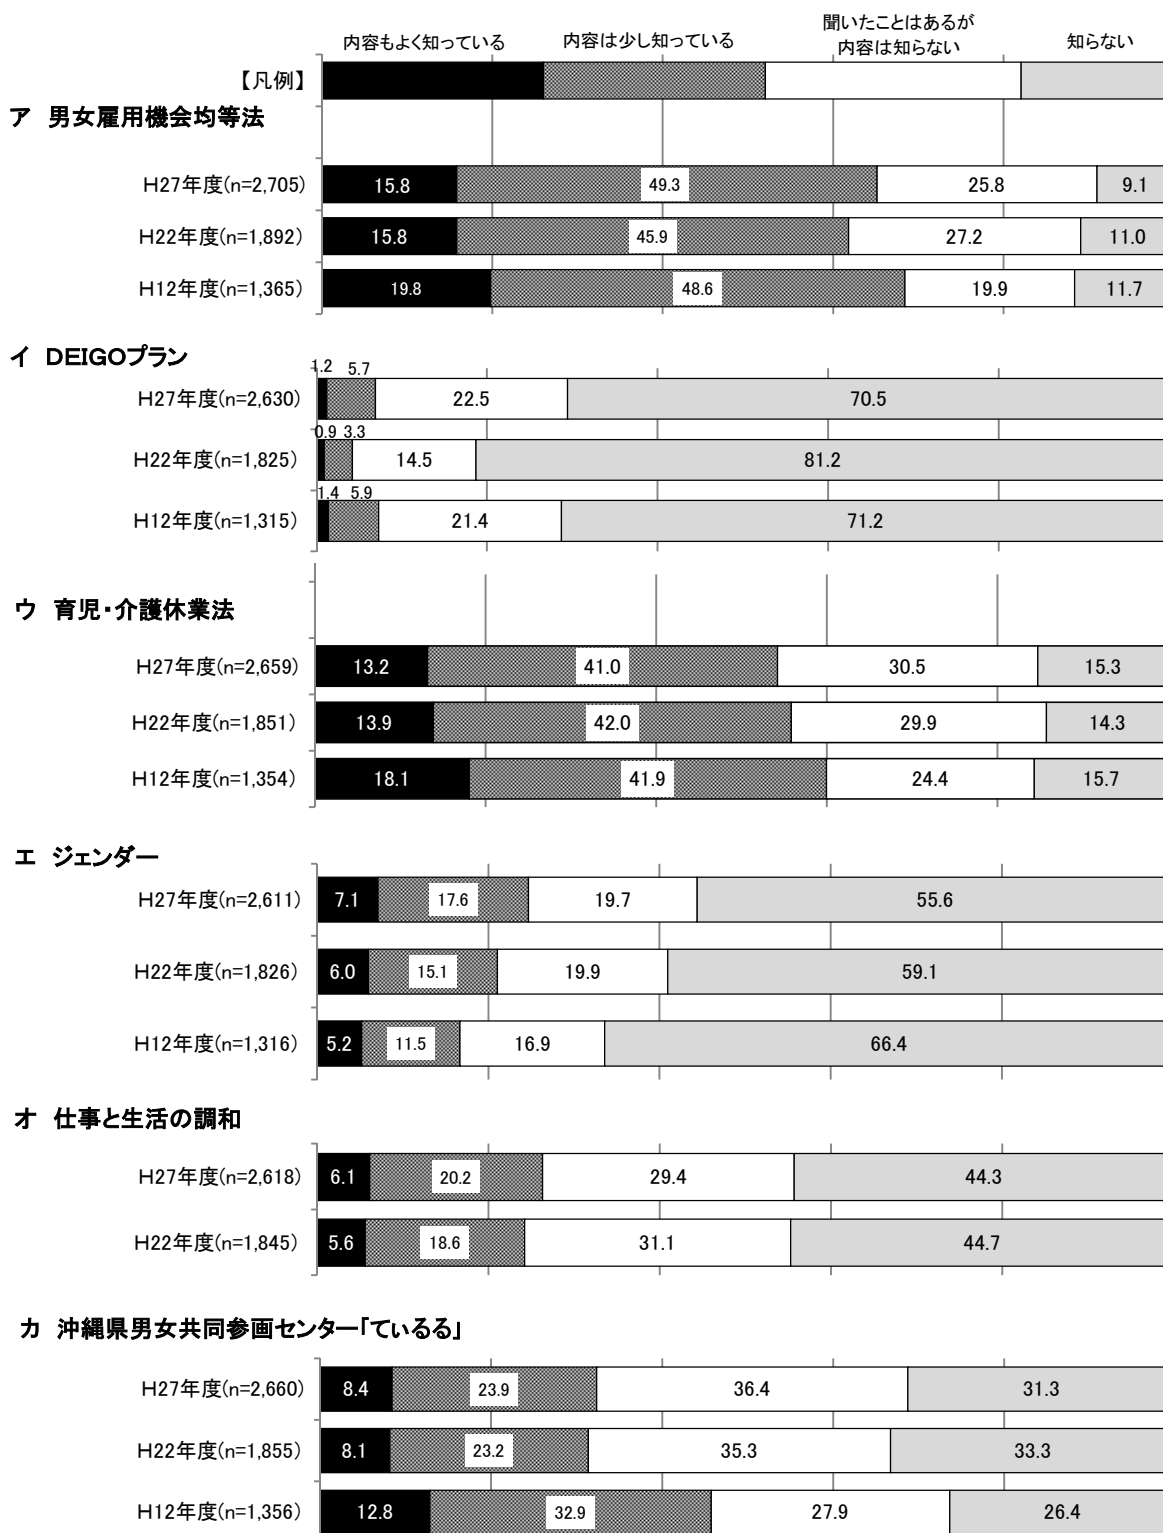 内容もよく知っている 内容は少し知っている 聞いたことはあるが 知らない
内容は知らない
【凡例】
ア 男女雇用機会均等法
H27年度(n=2,705) 15.8 49.3 25.8 9.1
H22年度(n=1,892) 15.8 45.9 27.2 11.0
H12年度(n=1,365) 19.8 48.6 19.9 11.7
イ DEIGOプラン
1.2 5.7
H27年度(n=2,630) 22.5 70.5
0.9 3.3
H22年度(n=1,825) 14.5 81.2
1.4 5.9
H12年度(n=1,315) 21.4 71.2
ウ 育児・介護休業法
H27年度(n=2,659) 13.2 41.0 30.5 15.3
H22年度(n=1,851) 13.9 42.0 29.9 14.3
H12年度(n=1,354) 18.1 41.9 24.4 15.7
エ ジェンダー
H27年度(n=2,611) 7.1 17.6 19.7 55.6
H22年度(n=1,826) 6.0 15.1 19.9 59.1
H12年度(n=1,316) 5.2 11.5 16.9 66.4
オ 仕事と生活の調和
H27年度(n=2,618) 6.1 20.2 29.4 44.3
H22年度(n=1,845) 5.6 18.6 31.1 44.7
カ 沖縄県男女共同参画センター「てぃるる」
H27年度(n=2,660) 8.4 23.9 36.4 31.3
H22年度(n=1,855) 8.1 23.2 35.3 33.3
H12年度(n=1,356) 12.8 32.9 27.9 26.4